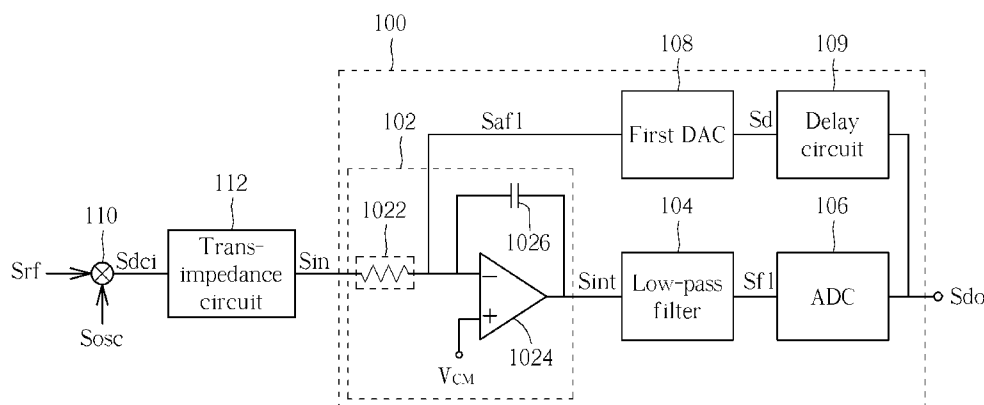 100
108
109
Saf1
First DAC
Sd
Delay
circuit
102
112
1022
1026
104
106
110
Srf
Sdci
Trans-
impedance
circuit
Sin
−
+
Sint
Low-pass
filter
Sf1
ADC
Sdo
Sosc
VCM
1024